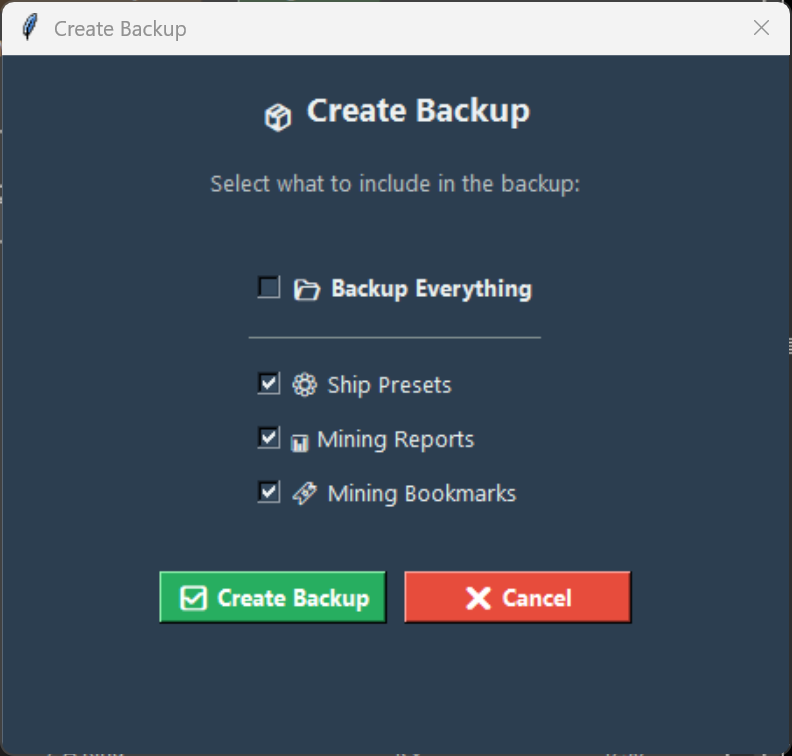 Create Backup
Create Backup
Select what to include in the backup:
Backup Everything
Ship Presets
Mining Reports
Mining Bookmarks
Create Backup
Cancel